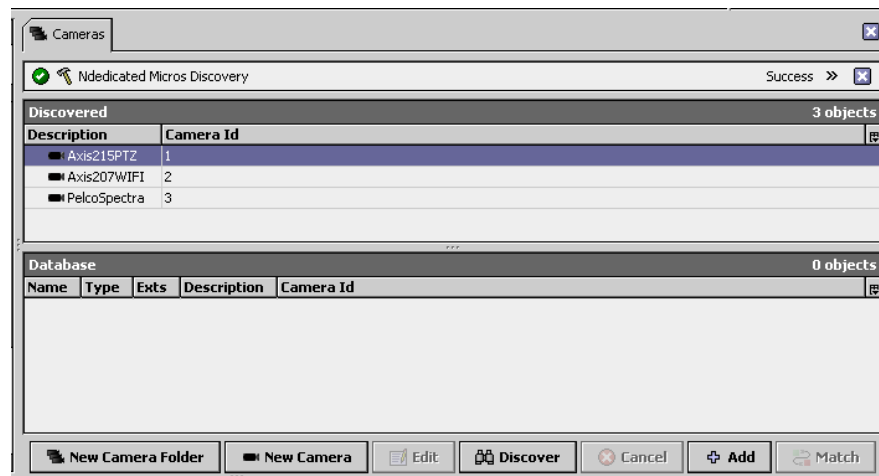 Cameras
Ndedicated Micros Discovery Success »
Discovered 3 objects
Description Camera Id
Axis215PTZ 1
Axis207WIFI 2
PelcoSpectra 3
Database 0 objects
Name Type Exts Description Camera Id
New Camera Folder New Camera Edit Discover Cancel Add Match